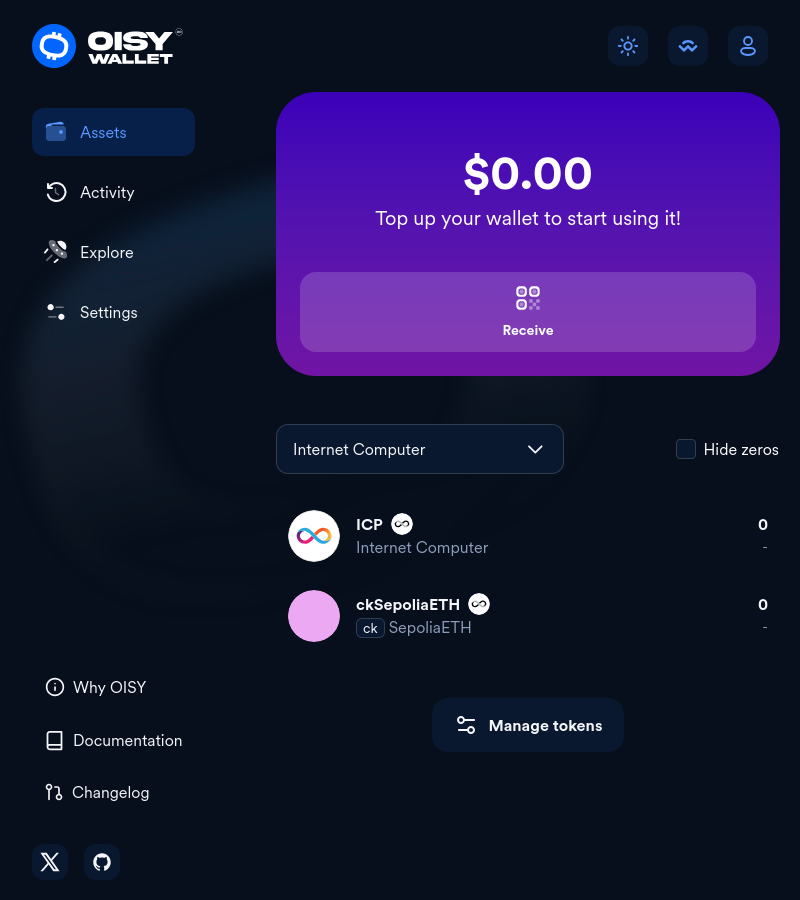 OISY
WALLET
Assets
Activity
Explore
Settings
$0.00
Top up your wallet to start using it!
Receive
Internet Computer
Hide zeros
ICP
0
Internet Computer
-
ckSepoliaETH
0
ck SepoliaETH
-
Manage tokens
Why OISY
Documentation
Changelog